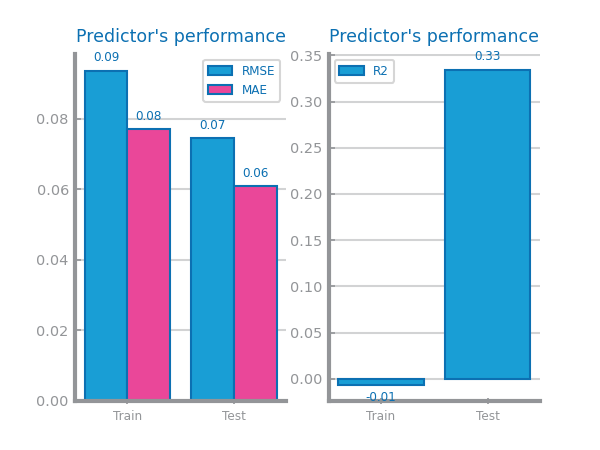 Predictor's performance
0.09
RMSE
MAE
0.08
0.08
0.07
0.06
0.06
0.04
0.02
0.00
Train
Test
Predictor's performance
0.35
0.33
R2
0.30
0.25
0.20
0.15
0.10
0.05
0.00
-0.01
Train
Test